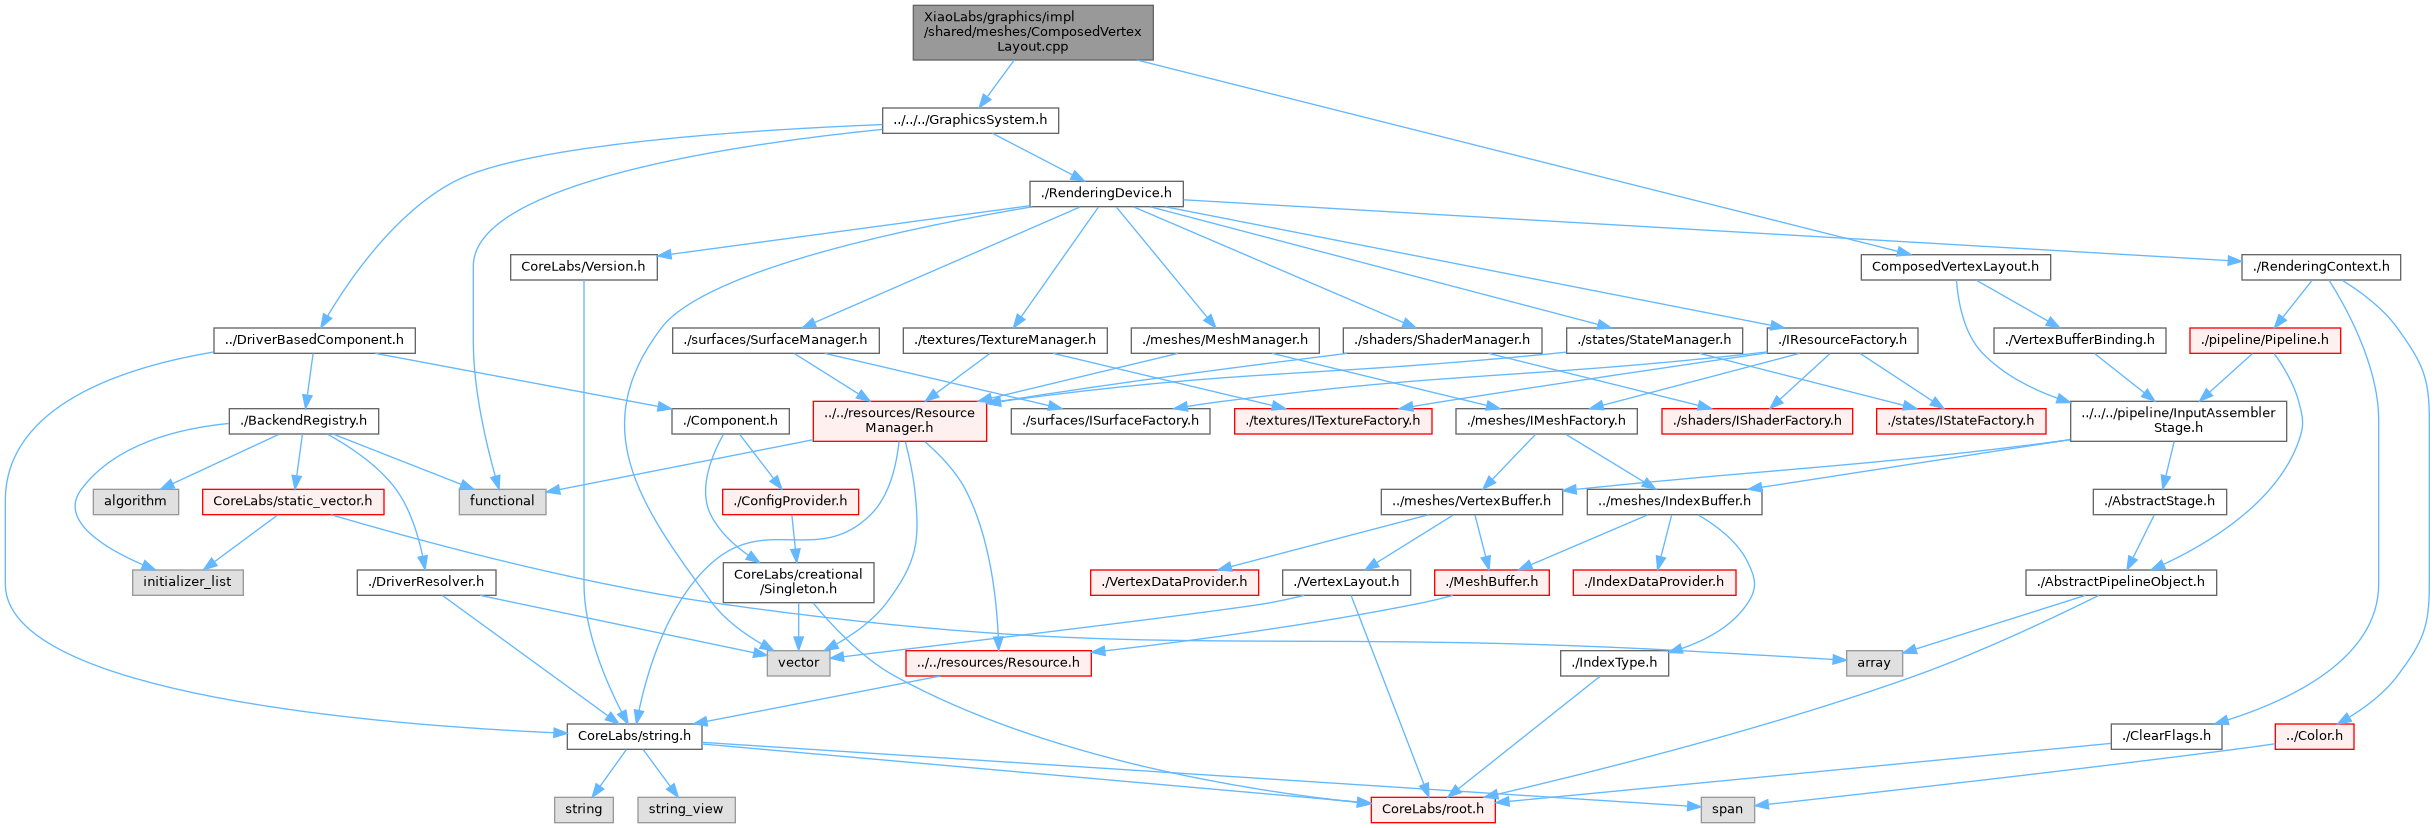 XiaoLabs/graphics/impl
/shared/meshes/ComposedVertex
Layout.cpp
../../../GraphicsSystem.h
./RenderingDevice.h
CoreLabs/Version.h
ComposedVertexLayout.h
./RenderingContext.h
../DriverBasedComponent.h
./surfaces/SurfaceManager.h
./textures/TextureManager.h
./meshes/MeshManager.h
./shaders/ShaderManager.h
./states/StateManager.h
./IResourceFactory.h
./VertexBufferBinding.h
./pipeline/Pipeline.h
./BackendRegistry.h
./Component.h
../../resources/Resource
Manager.h
./surfaces/ISurfaceFactory.h
./textures/ITextureFactory.h
./meshes/IMeshFactory.h
./shaders/IShaderFactory.h
./states/IStateFactory.h
../../../pipeline/InputAssembler
Stage.h
algorithm
CoreLabs/static_vector.h
functional
./ConfigProvider.h
../meshes/VertexBuffer.h
../meshes/IndexBuffer.h
./AbstractStage.h
initializer_list
./DriverResolver.h
CoreLabs/creational
/Singleton.h
./VertexDataProvider.h
./VertexLayout.h
./MeshBuffer.h
./IndexDataProvider.h
./AbstractPipelineObject.h
vector
../../resources/Resource.h
./IndexType.h
array
CoreLabs/string.h
./ClearFlags.h
../Color.h
string
string_view
CoreLabs/root.h
span